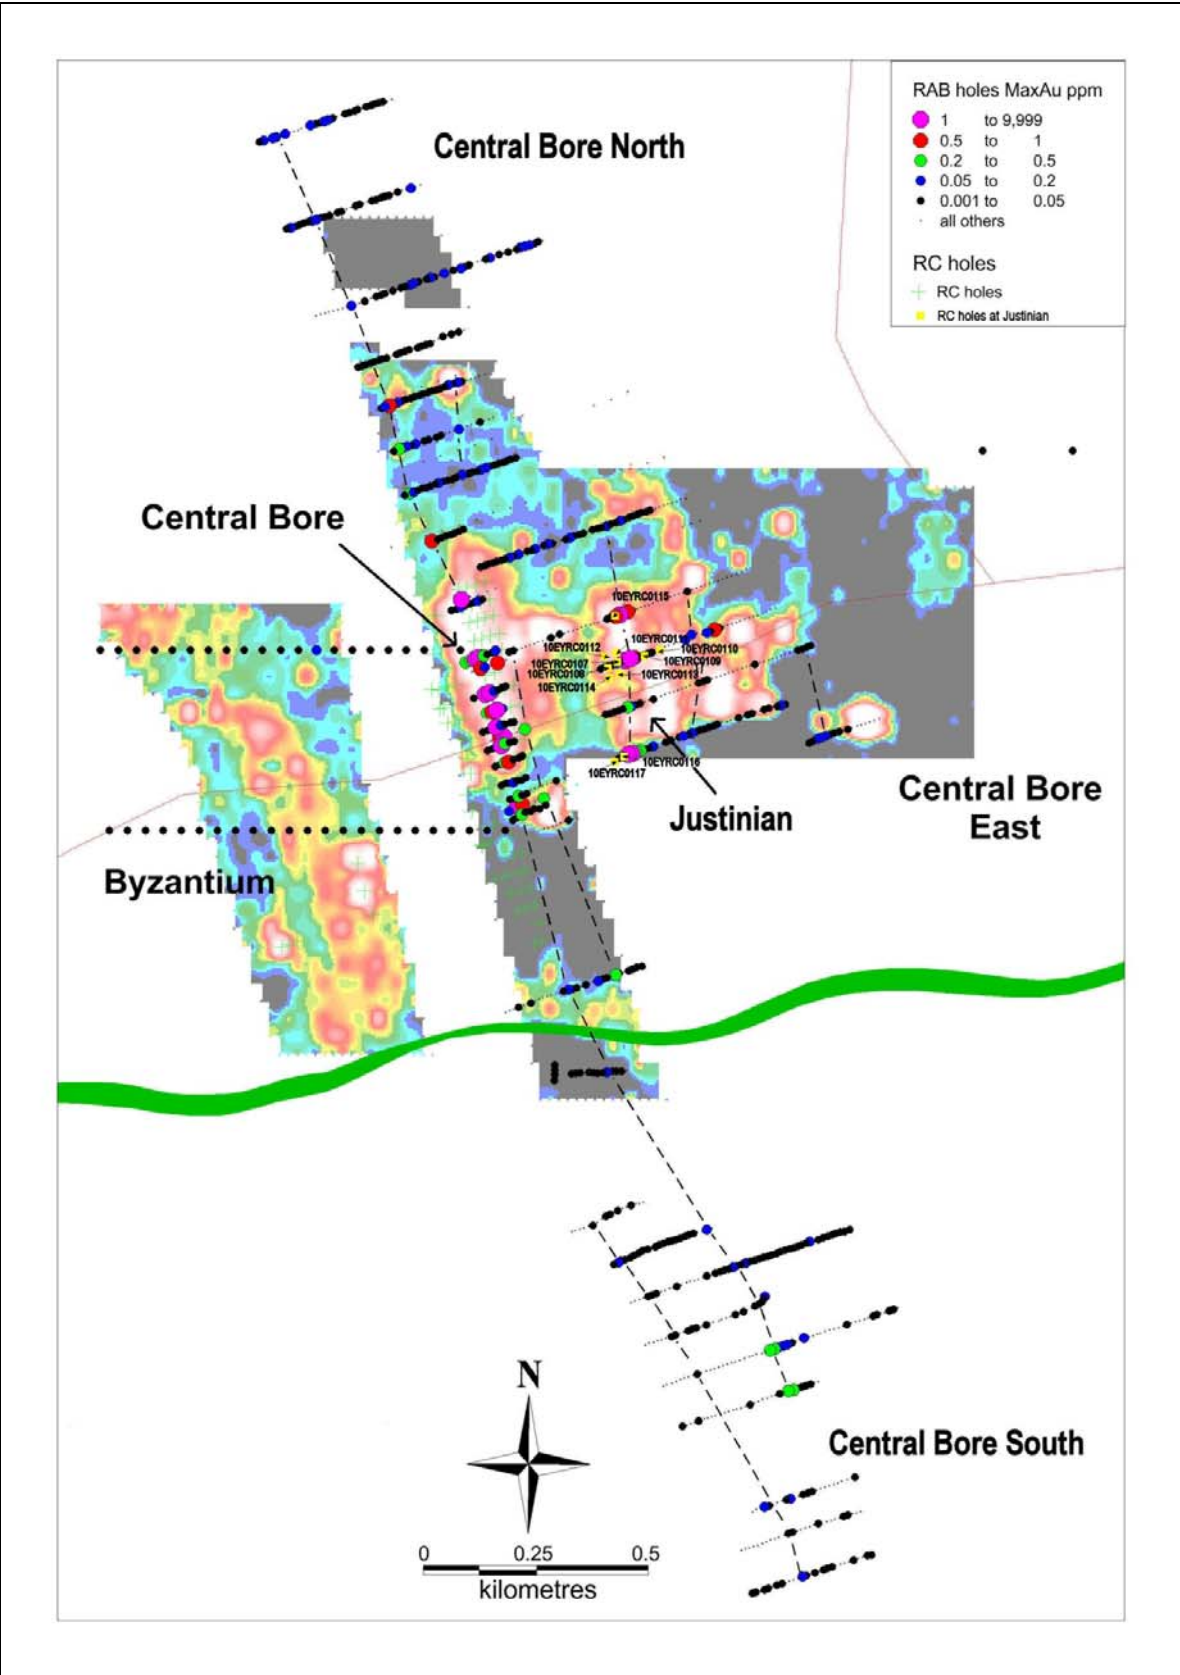 RAB holes MaxAu ppm
1 to 9,999
0.5 to 1
0.2 to 0.5
0.05 to 0.2
0.001 to 0.05
all others
RC holes
RC holes
RC holes at Justinian
Central Bore North
Central Bore
10EYRC0115
10EYRC0112
10EYRC0110
10EYRC0107
10EYRC0109
10EYRC0108
10EYRC0113
10EYRC0114
10EYRC0116
10EYRC0117
Central Bore
East
Justinian
Byzantium
N
Central Bore South
0 0.25 0.5
kilometres